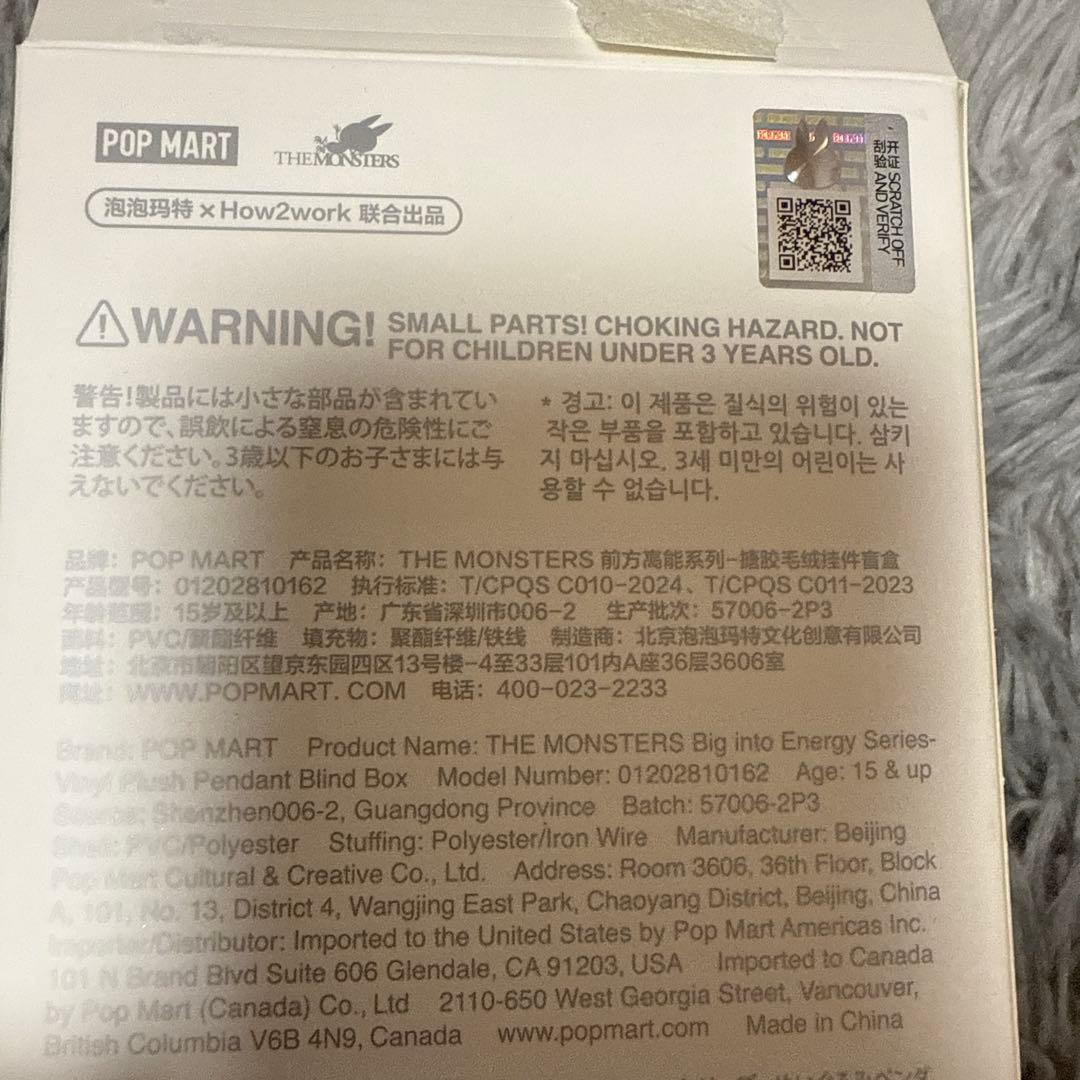 POP MART
THE MONSTERS
泡泡玛特 × How2work 联合出品
开证 SCRATCH OFF
刮验 AND VERIFY
WARNING! SMALL PARTS! CHOKING HAZARD. NOT
FOR CHILDREN UNDER 3 YEARS OLD.
警告!製品には小さな部品が含まれてい
ますので、誤飲による窒息の危険性にご
注意ください。3歳以下のお子さまには与
えないでください。
* 경고: 이 제품은 질식의 위험이 있는
작은 부품을 포함하고 있습니다. 삼키
지 마십시오. 3세 미만의 어린이는 사
용할 수 없습니다.
品牌: POP MART 产品名称: THE MONSTERS 前方高能系列-搪胶毛绒挂件盲盒
产品型号: 01202810162 执行标准: T/CPQS C010-2024、T/CPQS C011-2023
年龄范围: 15岁及以上 产地: 广东省深圳市006-2 生产批次: 57006-2P3
面料: PVC/聚酯纤维 填充物: 聚酯纤维/铁线 制造商: 北京泡泡玛特文化创意有限公司
地址: 北京市朝阳区望京东园四区13号楼-4至33层101内A座36层3606室
网址: WWW.POPMART. COM 电话: 400-023-2233
Brand: POP MART Product Name: THE MONSTERS Big into Energy Series-
Vinyl Plush Pendant Blind Box Model Number: 01202810162 Age: 15 & up
Source: Shenzhen006-2, Guangdong Province Batch: 57006-2P3
Shell: PVC/Polyester Stuffing: Polyester/Iron Wire Manufacturer: Beijing
Pop Mart Cultural & Creative Co., Ltd. Address: Room 3606, 36th Floor, Block
A, 101, No. 13, District 4, Wangjing East Park, Chaoyang District, Beijing, China
Importer/Distributor: Imported to the United States by Pop Mart Americas Inc.
101 N Brand Blvd Suite 606 Glendale, CA 91203, USA Imported to Canada
by Pop Mart (Canada) Co., Ltd 2110-650 West Georgia Street, Vancouver,
British Columbia V6B 4N9, Canada www.popmart.com Made in China